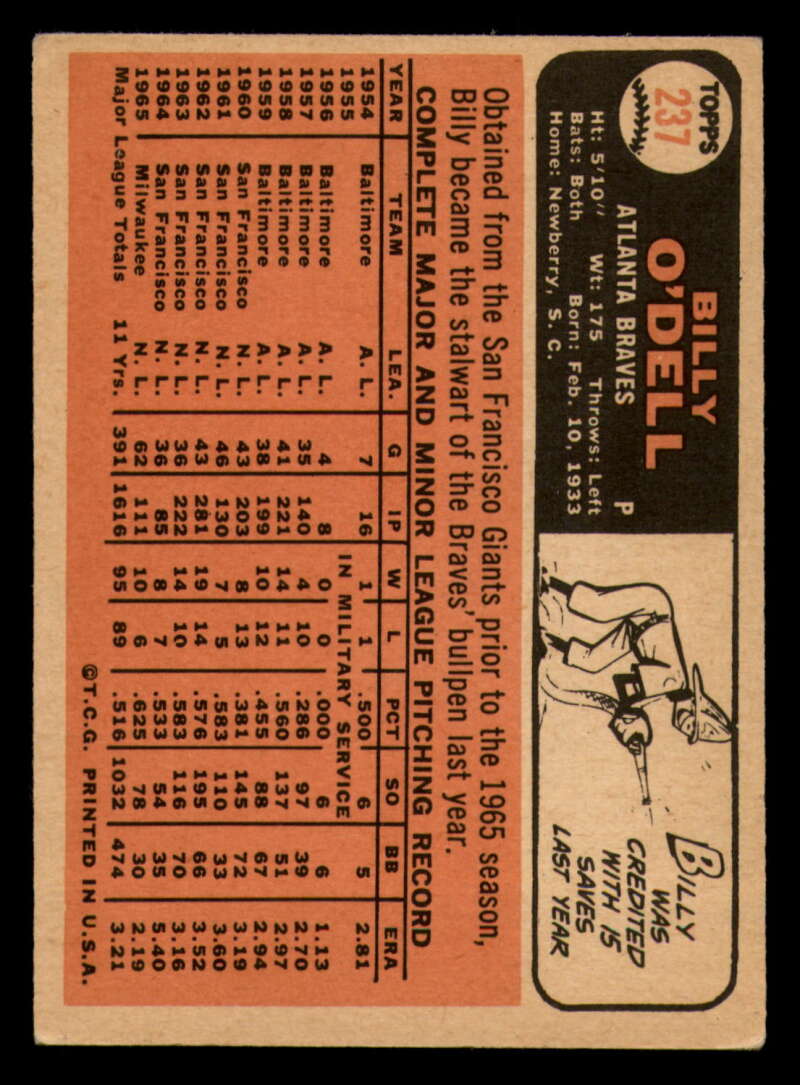 TOPPS
237
BILLY
O'DELL
ATLANTA BRAVES P
Ht: 5'10" Wt: 175 Throws: Left
Bats: Both Born: Feb. 10, 1933
Home: Newberry, S. C.
BILLY
WAS
CREDITED
WITH 15
SAVES
LAST YEAR
Obtained from the San Francisco Giants prior to the 1965 season,
Billy became the stalwart of the Braves' bullpen last year.
COMPLETE MAJOR AND MINOR LEAGUE PITCHING RECORD
YEAR TEAM LEA. G IP W L PCT SO BB ERA
1954 Baltimore A. L. 7 16 1 1 .500 6 5 2.81
1955 IN MILITARY SERVICE
1956 Baltimore A. L. 4 8 0 0 .000 6 6 1.13
1957 Baltimore A. L. 35 140 4 10 .286 97 39 2.70
1958 Baltimore A. L. 41 221 14 11 .560 137 51 2.97
1959 Baltimore A. L. 38 199 10 12 .455 88 67 2.94
1960 San Francisco N. L. 43 203 8 13 .381 145 72 3.19
1961 San Francisco N. L. 46 130 7 5 .583 110 33 3.60
1962 San Francisco N. L. 43 281 19 14 .576 195 66 3.52
1963 San Francisco N. L. 36 222 14 10 .583 116 70 3.16
1964 San Francisco N. L. 36 85 8 7 .533 54 35 5.40
1965 Milwaukee N. L. 62 111 10 6 .625 78 30 2.19
Major League Totals 11 Yrs. 391 1616 95 89 .516 1032 474 3.21
©T.C.G. PRINTED IN U.S.A.